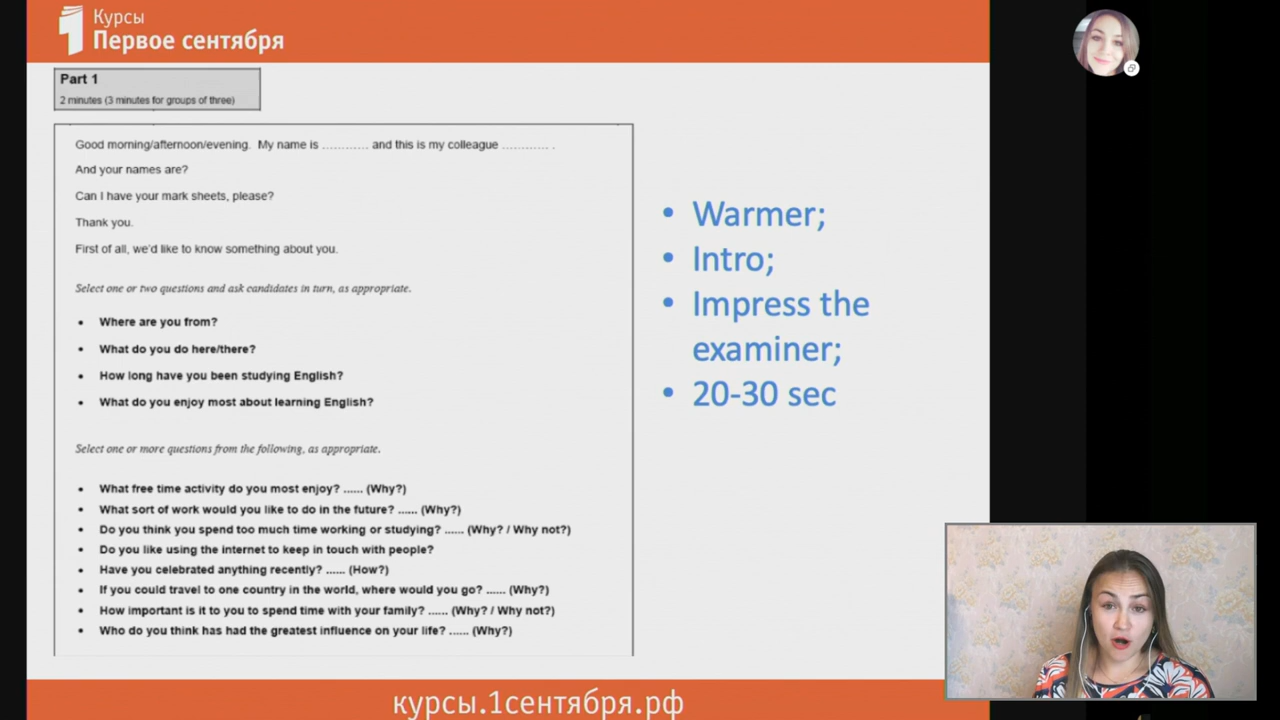 Курсы
Первое сентября
Part 1
2 minutes (3 minutes for groups of three)
Good morning/afternoon/evening. My name is ............ and this is my colleague ............ .
And your names are?
Can I have your mark sheets, please?
Thank you.
First of all, we'd like to know something about you.
Select one or two questions and ask candidates in turn, as appropriate.
• Where are you from?
• What do you do here/there?
• How long have you been studying English?
• What do you enjoy most about learning English?
Select one or more questions from the following, as appropriate.
• What free time activity do you most enjoy? ...... (Why?)
• What sort of work would you like to do in the future? ...... (Why?)
• Do you think you spend too much time working or studying? ...... (Why? / Why not?)
• Do you like using the internet to keep in touch with people?
• Have you celebrated anything recently? ...... (How?)
• If you could travel to one country in the world, where would you go? ...... (Why?)
• How important is it to you to spend time with your family? ...... (Why? / Why not?)
• Who do you think has had the greatest influence on your life? ...... (Why?)
• Warmer;
• Intro;
• Impress the
examiner;
• 20-30 sec
курсы.1сентября.рф